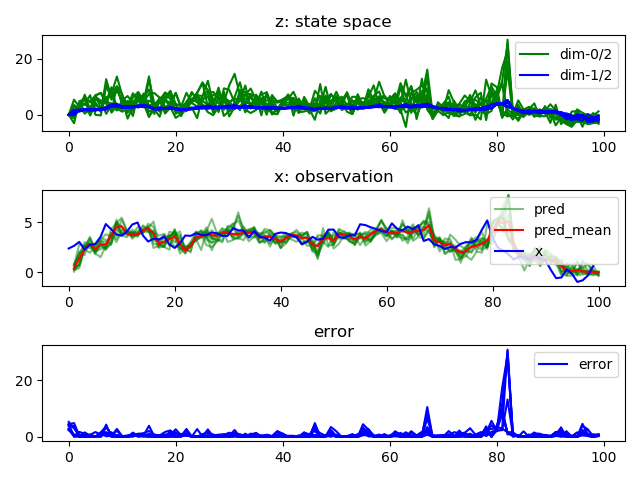 z: state space
20
0
dim-0/2
dim-1/2
0 20 40 60 80 100
x: observation
5
0
pred
pred_mean
x
0 20 40 60 80 100
error
20
0
error
0 20 40 60 80 100